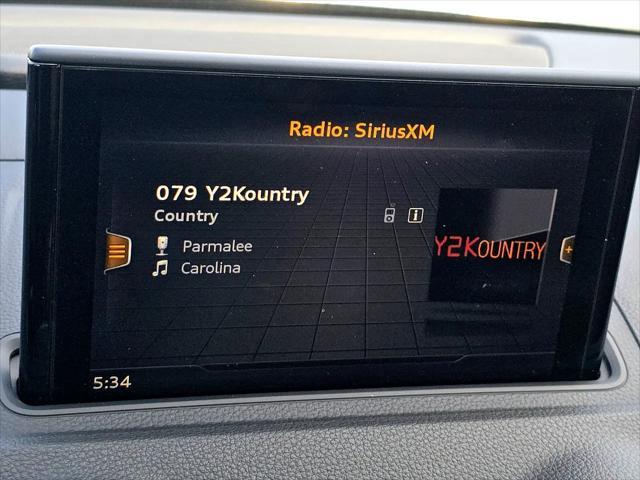 Radio: SiriusXM
079 Y2Kountry
Country
Parmalee
Carolina
Y2KOUNTRY
5:34